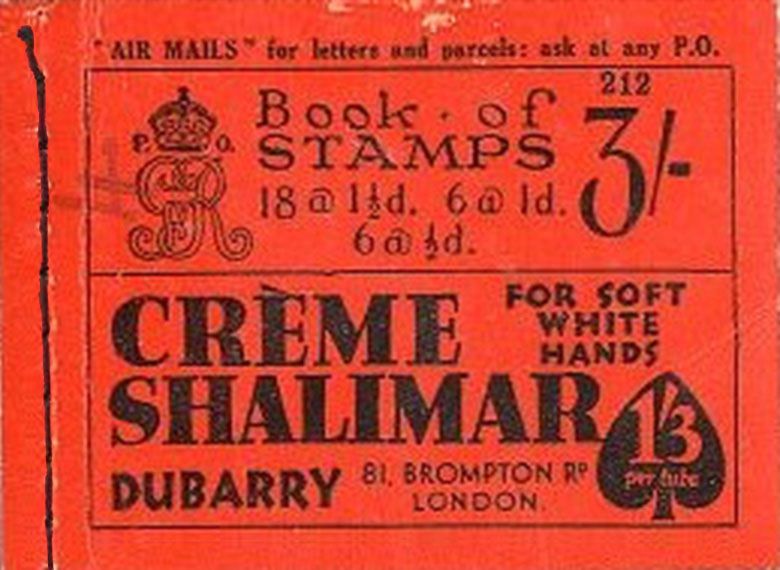 "AIR MAILS" for letters and parcels: ask at any P.O.
212
P. O.
GR
Book · of
STAMPS
3/-
18 @ 1½d. 6 @ 1d.
6 @ ½d.
CRÈME
FOR SOFT
WHITE
HANDS
SHALIMAR
1/3
per tube
DUBARRY
81, BROMPTON RD
LONDON.